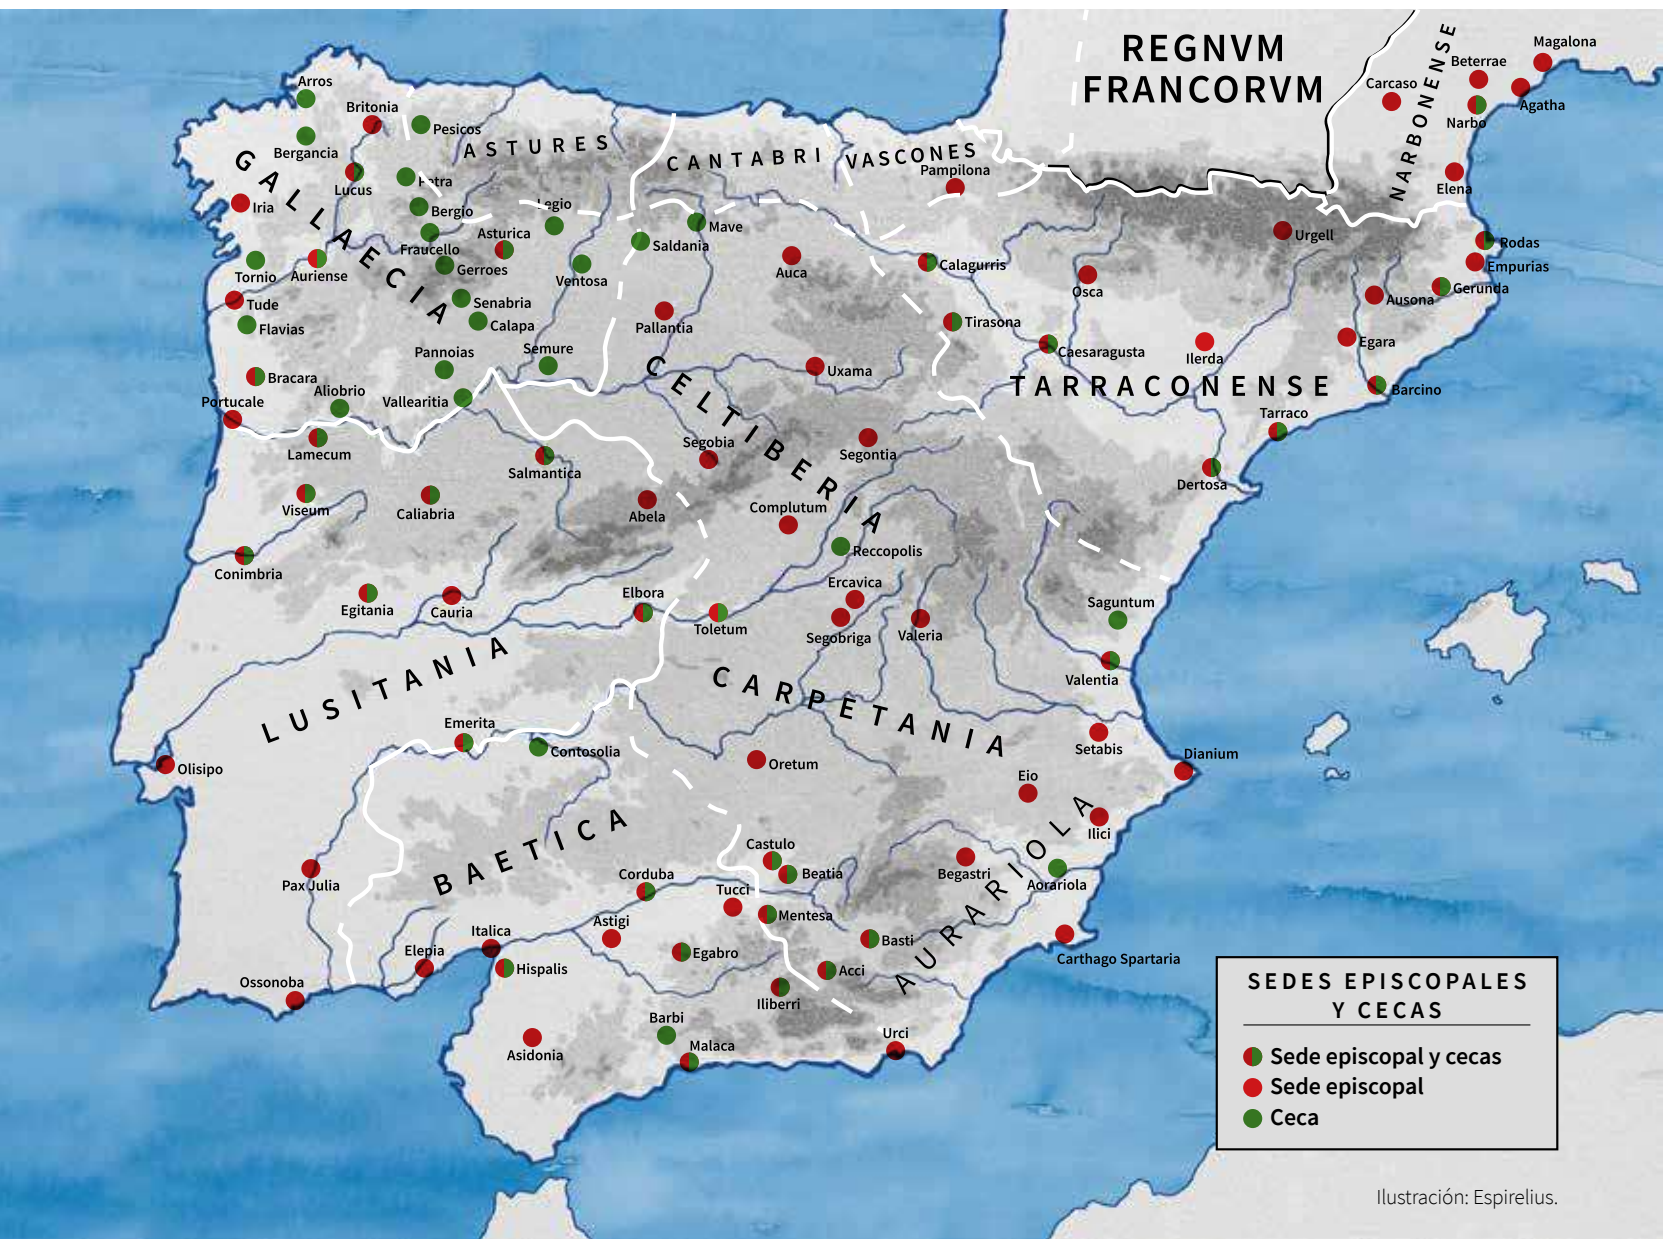 REGNVM
FRANCORVM
NARBONENSE
Magalona
Beterrae
Carcaso
Agatha
Narbo
Elena
Arros
Britonia
Pesicos
Bergancia
ASTURES
CANTABRI
VASCONES
Pampilona
GALLAECIA
Lucus
Petra
Iria
Bergio
Legio
Mave
Urgell
Fraucello
Asturica
Saldania
Rodas
Tornio
Auriense
Gerroes
Ventosa
Auca
Calagurris
Osca
Empurias
Gerunda
Ausona
Tude
Senabria
Flavias
Calapa
Pallantia
Tirasona
Caesaragusta
Ilerda
Egara
Pannoias
Semure
Uxama
Bracara
Aliobrio
Vallearitia
Portucale
CELTIBERIA
TARRACONENSE
Barcino
Tarraco
Lamecum
Salmantica
Segobia
Segontia
Dertosa
Viseum
Caliabria
Abela
Complutum
Reccopolis
Conimbria
Egitania
Cauria
Elbora
Toletum
Ercavica
Segobriga
Valeria
Saguntum
Valentia
LUSITANIA
CARPETANIA
Emerita
Contosolia
Setabis
Olisipo
Oretum
Dianium
Eio
Ilici
BAETICA
AURARIOLA
Castulo
Beatia
Begastri
Aorariola
Pax Julia
Corduba
Tucci
Mentesa
Astigi
Italica
Elepia
Egabro
Basti
Carthago Spartaria
Hispalis
Acci
Ossonoba
Iliberri
Barbi
Urci
Asidonia
Malaca
SEDES EPISCOPALES
Y CECAS
Sede episcopal y cecas
Sede episcopal
Ceca
Ilustración: Espirelius.